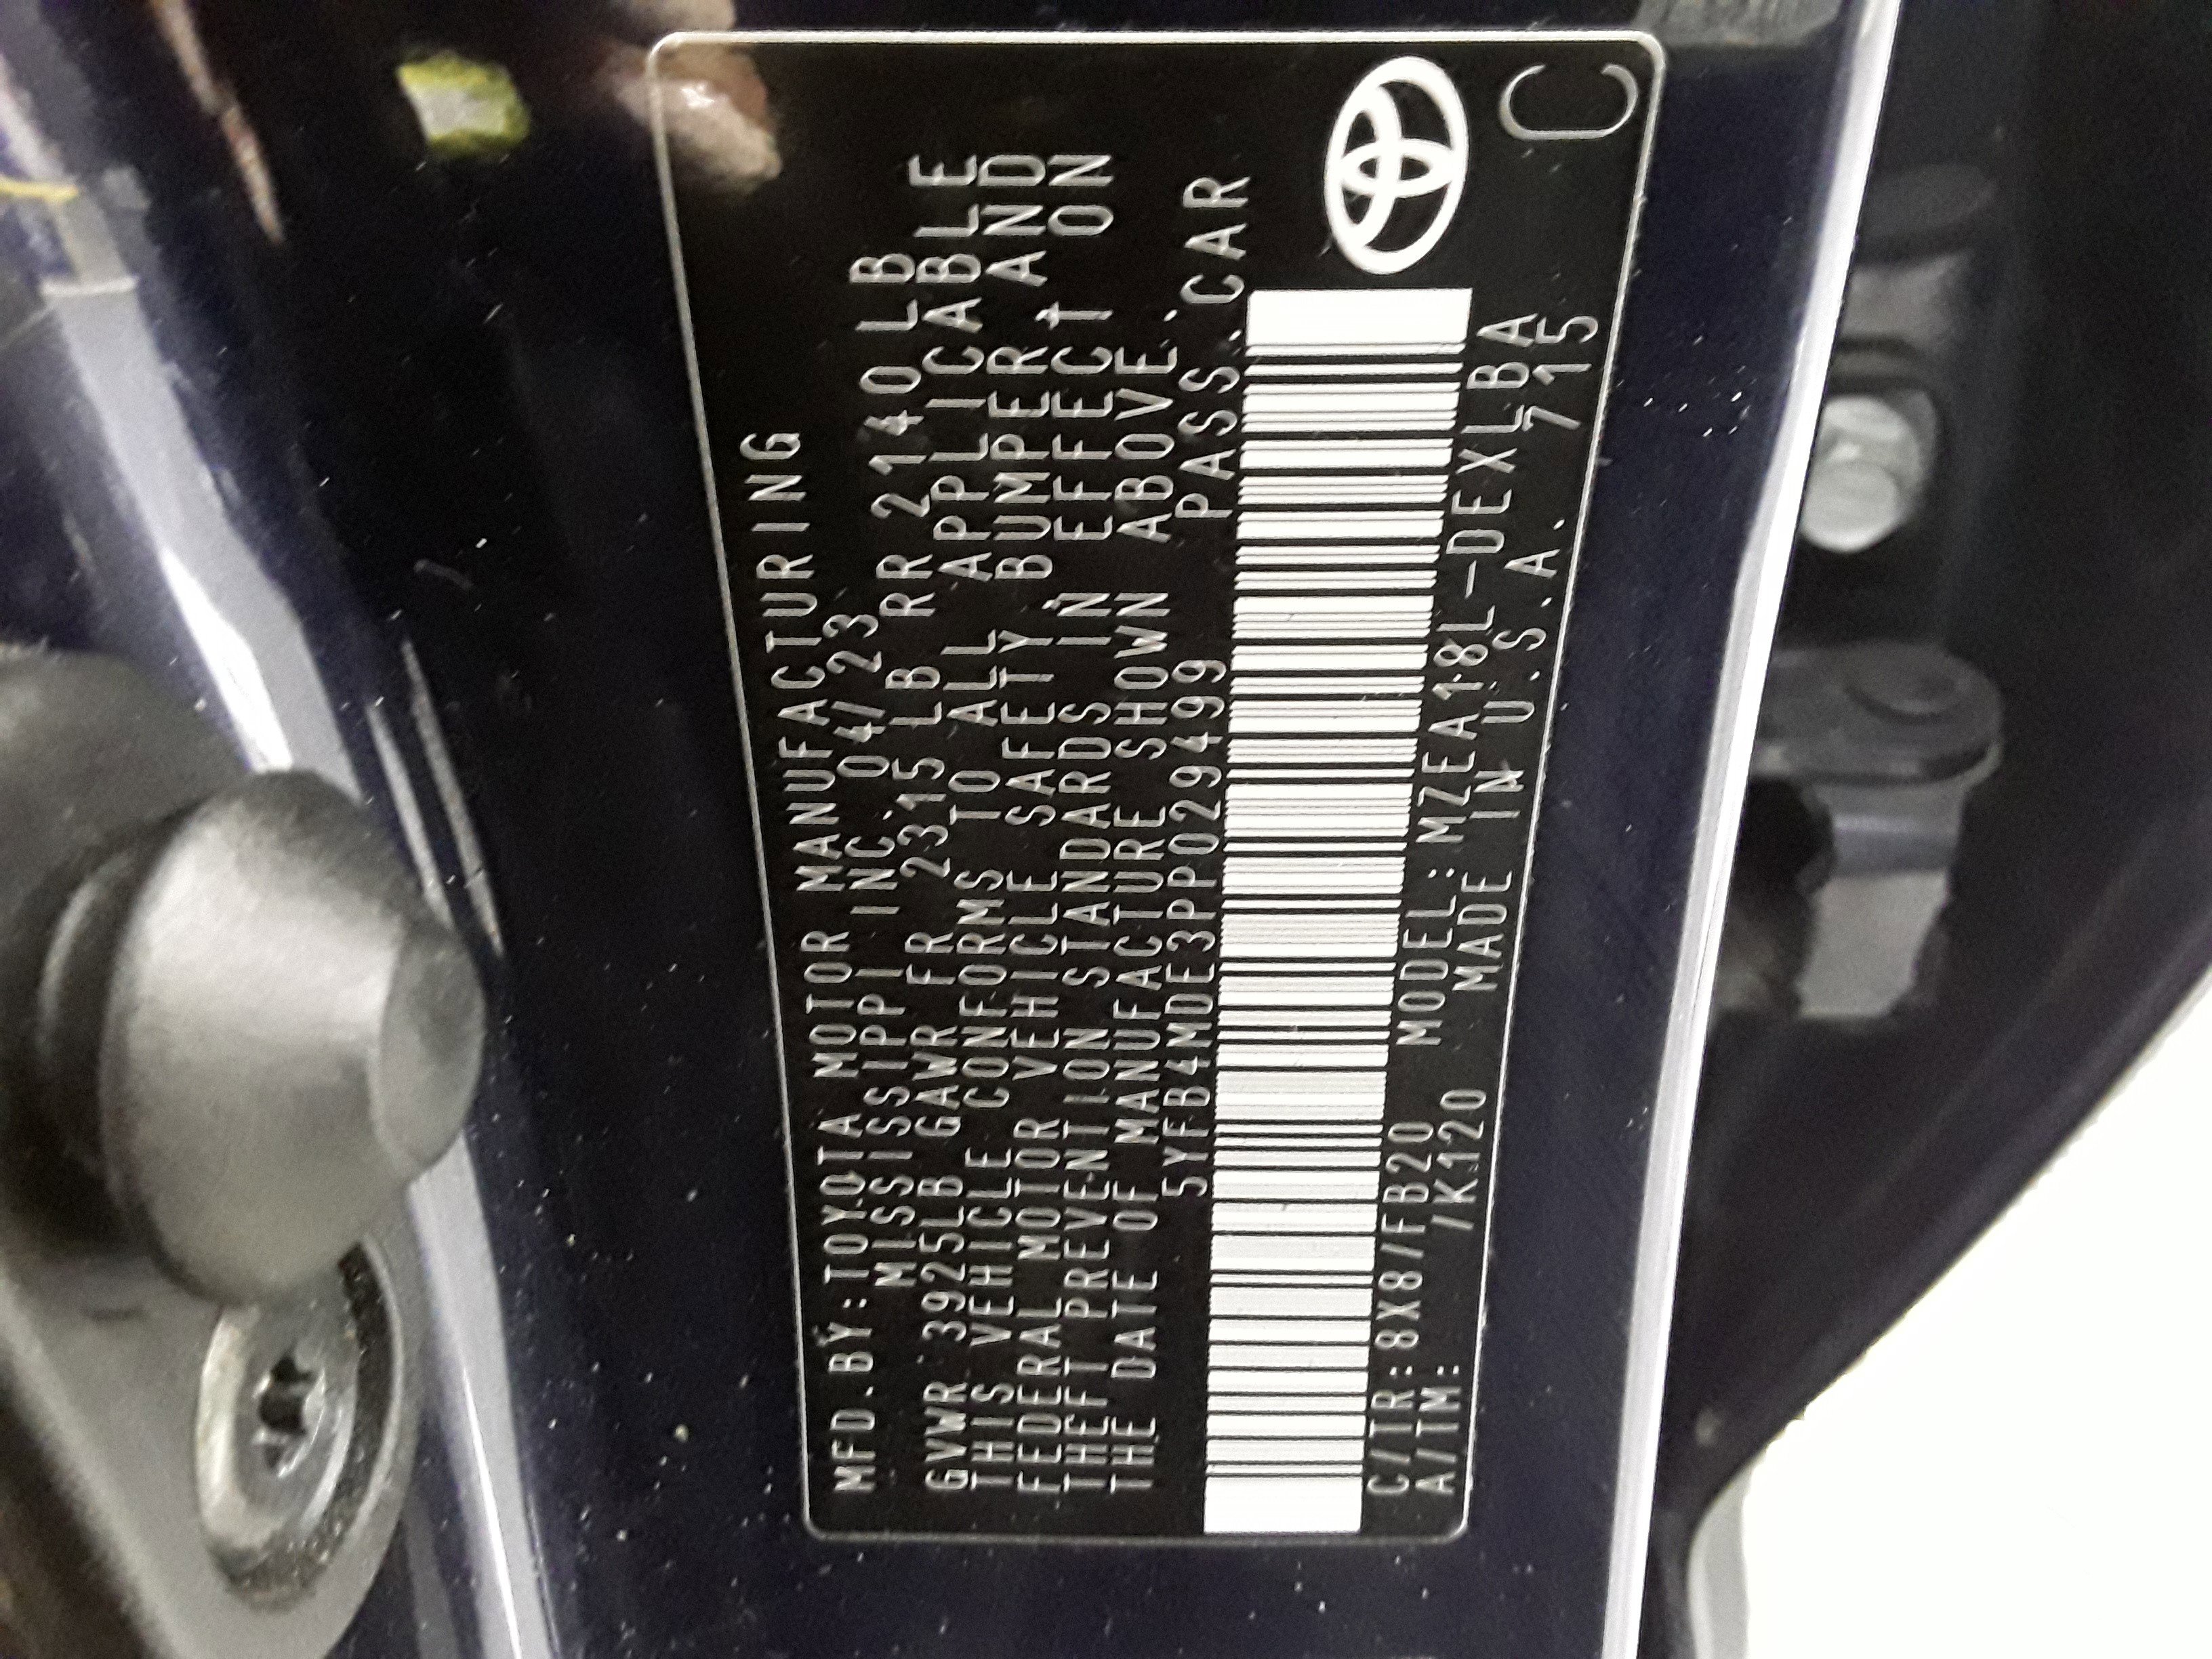 MFD.BY:TOYOTA MOTOR MANUFACTURING
MISSISSIPPI INC. 04/23
GVWR 3925LB GAWR FR 2315 LB RR 2140LB
THIS VEHICLE CONFORMS TO ALL APPLICABLE
FEDERAL MOTOR VEHICLE SAFETY BUMPER AND
THEFT PREVENTION STANDARDS IN EFFECT ON
THE DATE OF MANUFACTURE SHOWN ABOVE.
5YFB4MDE3PP029499 PASS.CAR
C/TR:8X8/FB20 MODEL:MZEA18L-DEXLBA
A/TM: /K120 MADE IN U.S.A. 715
C